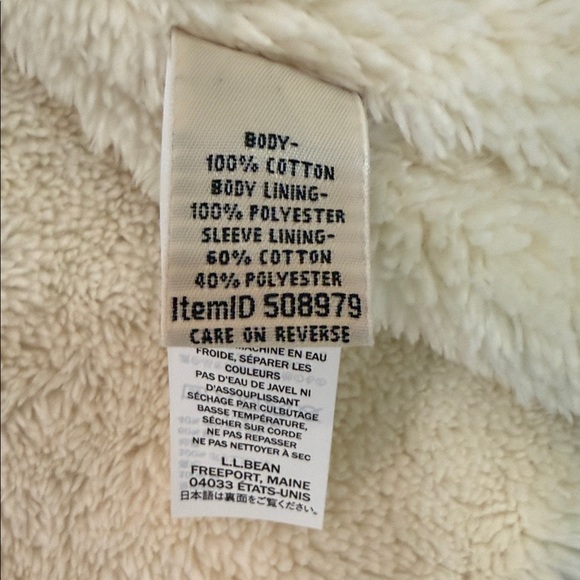 BODY-
100% COTTON
BODY LINING-
100% POLYESTER
SLEEVE LINING-
60% COTTON
40% POLYESTER
ItemID 508979
CARE ON REVERSE
MACHINE EN EAU
FROIDE, SÉPARER LES
COULEURS
PAS D'EAU DE JAVEL NI
D'ASSOUPLISSANT
SÉCHAGE PAR CULBUTAGE
BASSE TEMPÉRATURE,
SÉCHER SUR CORDE
NE PAS REPASSER
NE PAS NETTOYER À SEC
L.L.BEAN
FREEPORT, MAINE
04033 ÉTATS-UNIS
日本語は裏面をご覧ください。